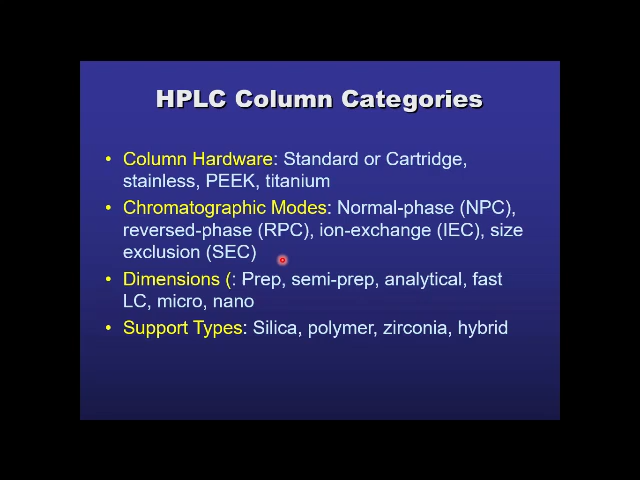 HPLC Column Categories
• Column Hardware: Standard or Cartridge,
stainless, PEEK, titanium
• Chromatographic Modes: Normal-phase (NPC),
reversed-phase (RPC), ion-exchange (IEC), size
exclusion (SEC)
• Dimensions (: Prep, semi-prep, analytical, fast
LC, micro, nano
• Support Types: Silica, polymer, zirconia, hybrid